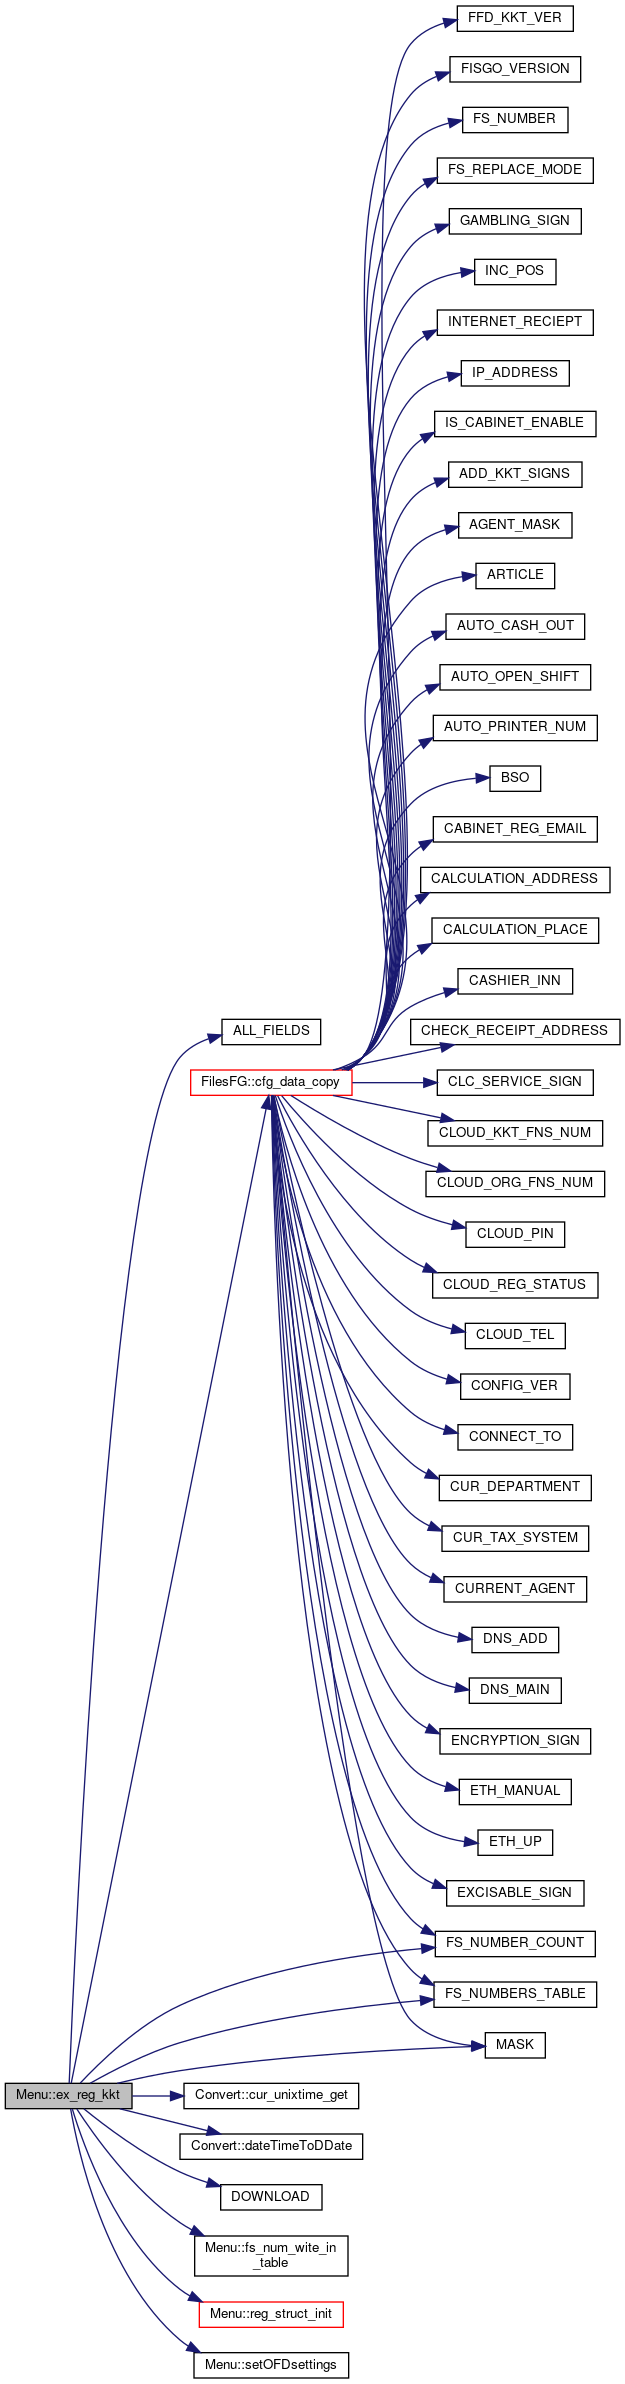 FFD_KKT_VER
FISGO_VERSION
FS_NUMBER
FS_REPLACE_MODE
GAMBLING_SIGN
INC_POS
INTERNET_RECIEPT
IP_ADDRESS
IS_CABINET_ENABLE
ADD_KKT_SIGNS
AGENT_MASK
ARTICLE
AUTO_CASH_OUT
AUTO_OPEN_SHIFT
AUTO_PRINTER_NUM
BSO
CABINET_REG_EMAIL
CALCULATION_ADDRESS
CALCULATION_PLACE
CASHIER_INN
ALL_FIELDS
CHECK_RECEIPT_ADDRESS
FilesFG::cfg_data_copy
CLC_SERVICE_SIGN
CLOUD_KKT_FNS_NUM
CLOUD_ORG_FNS_NUM
CLOUD_PIN
CLOUD_REG_STATUS
CLOUD_TEL
CONFIG_VER
CONNECT_TO
CUR_DEPARTMENT
CUR_TAX_SYSTEM
CURRENT_AGENT
DNS_ADD
DNS_MAIN
ENCRYPTION_SIGN
ETH_MANUAL
ETH_UP
EXCISABLE_SIGN
FS_NUMBER_COUNT
FS_NUMBERS_TABLE
MASK
Menu::ex_reg_kkt
Convert::cur_unixtime_get
Convert::dateTimeToDDate
DOWNLOAD
Menu::fs_num_wite_in
_table
Menu::reg_struct_init
Menu::setOFDsettings